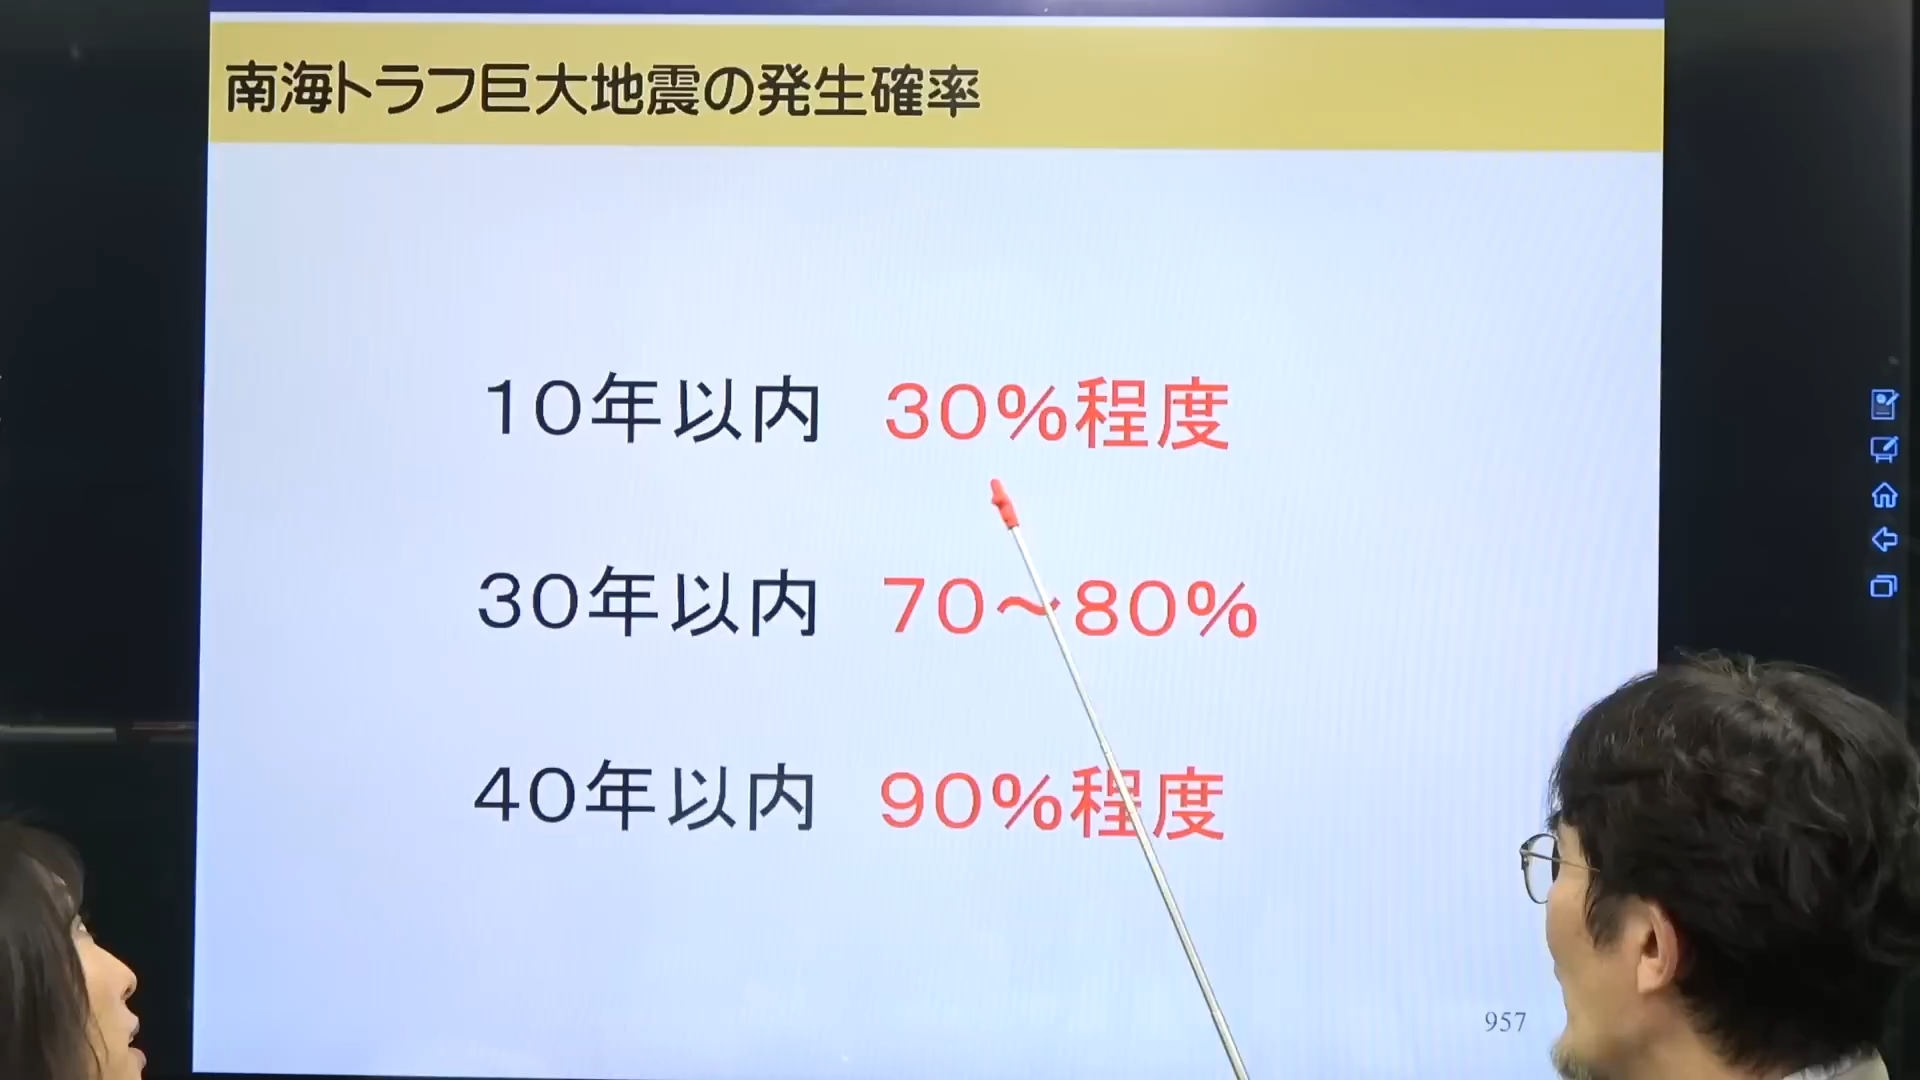 南海トラフ巨大地震の発生確率
10年以内 30%程度
30年以内 70〜80%
40年以内 90%程度
957